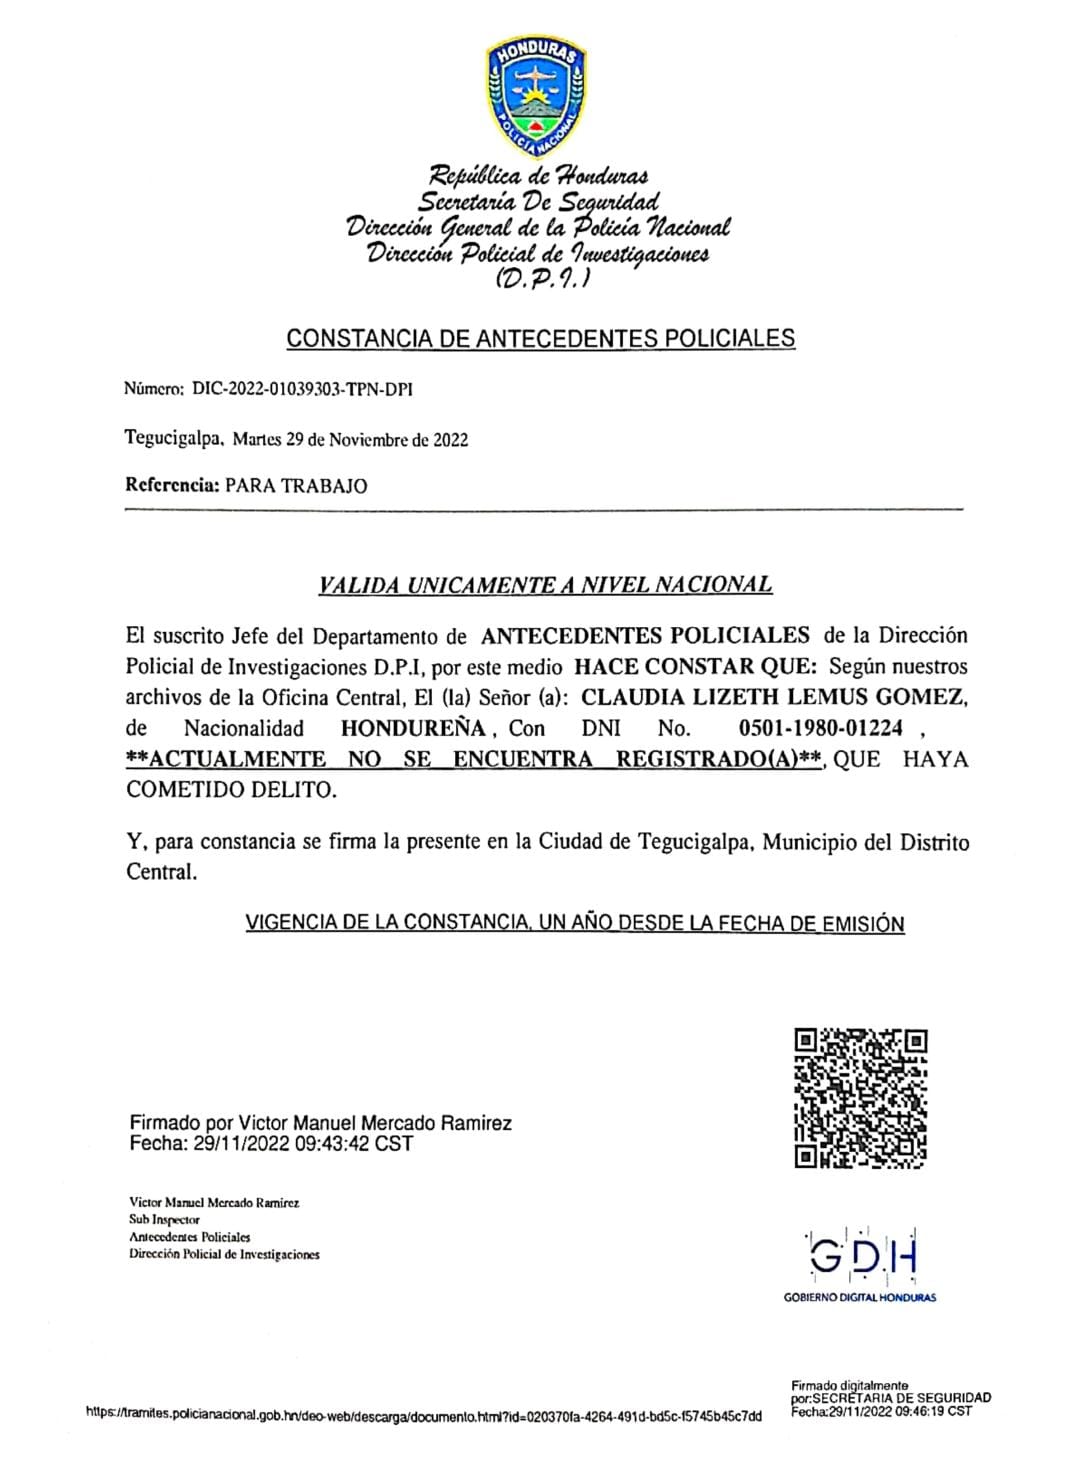 HONDURAS
POLICIA NACIONAL
República de Honduras
Secretaría De Seguridad
Dirección General de la Policía Nacional
Dirección Policial de Investigaciones
(D.P.I.)
CONSTANCIA DE ANTECEDENTES POLICIALES
Número: DIC-2022-01039303-TPN-DPI
Tegucigalpa, Martes 29 de Noviembre de 2022
Referencia: PARA TRABAJO
VALIDA UNICAMENTE A NIVEL NACIONAL
El suscrito Jefe del Departamento de ANTECEDENTES POLICIALES de la Dirección
Policial de Investigaciones D.P.I, por este medio HACE CONSTAR QUE: Según nuestros
archivos de la Oficina Central, El (la) Señor (a): CLAUDIA LIZETH LEMUS GOMEZ,
de Nacionalidad HONDUREÑA, Con DNI No. 0501-1980-01224 ,
**ACTUALMENTE NO SE ENCUENTRA REGISTRADO(A)**, QUE HAYA
COMETIDO DELITO.
Y, para constancia se firma la presente en la Ciudad de Tegucigalpa, Municipio del Distrito
Central.
VIGENCIA DE LA CONSTANCIA, UN AÑO DESDE LA FECHA DE EMISIÓN
Firmado por Victor Manuel Mercado Ramirez
Fecha: 29/11/2022 09:43:42 CST
Victor Manuel Mercado Ramirez
Sub Inspector
Antecedentes Policiales
Dirección Policial de Investigaciones
GDH
GOBIERNO DIGITAL HONDURAS
Firmado digitalmente
por:SECRETARIA DE SEGURIDAD
Fecha:29/11/2022 09:46:19 CST
https://tramites.policianacional.gob.hn/deo-web/descarga/documento.html?id=020370fa-4264-491d-bd5c-f5745b45c7dd